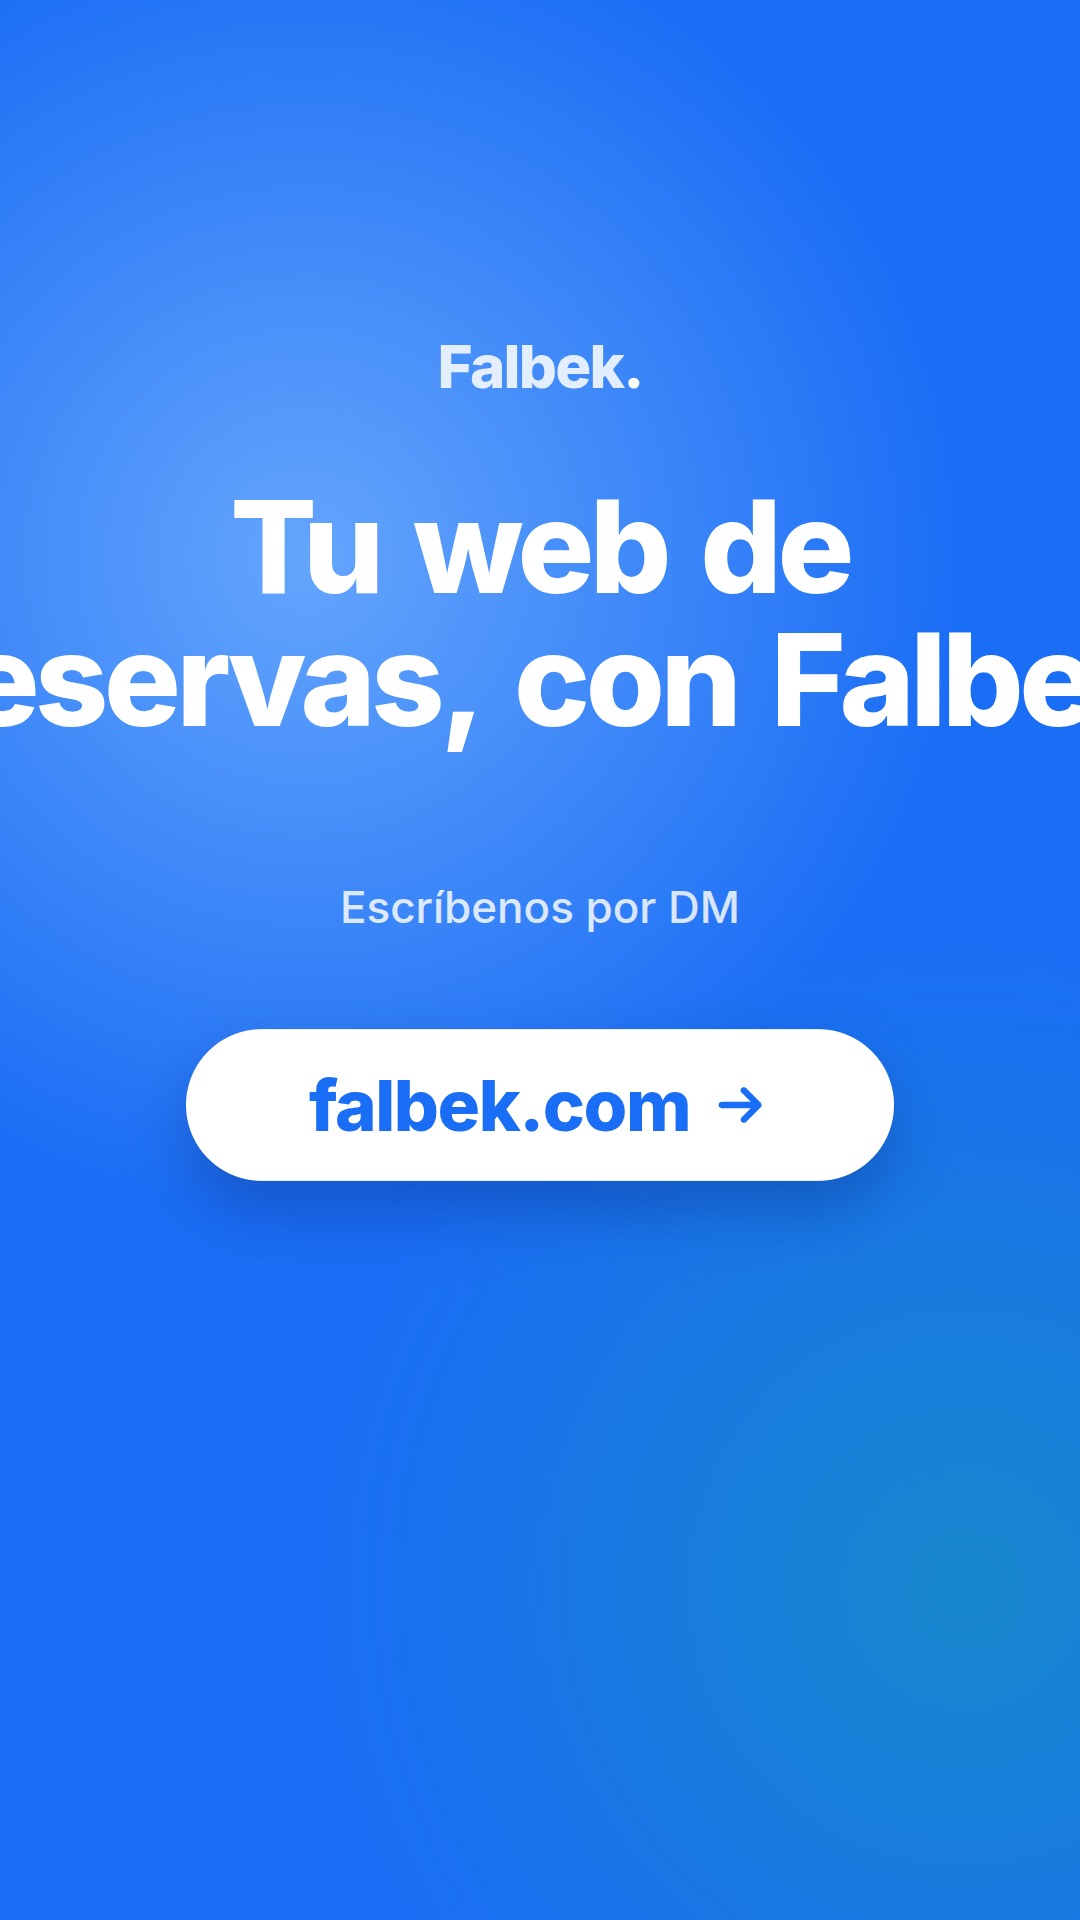 Falbek.
Tu web de
eservas, con Falbe
Escríbenos por DM
falbek.com →